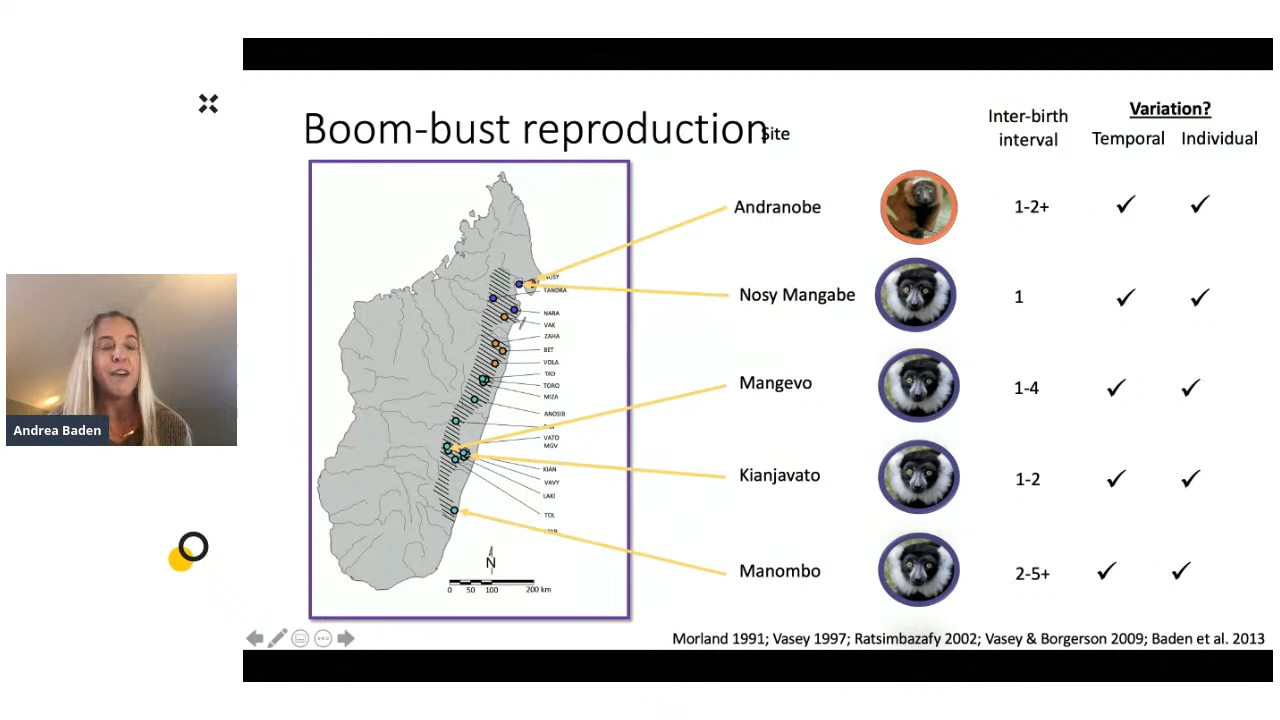 Boom-bust reproduction
Site
Inter-birth
interval
Variation?
Temporal Individual
Andranobe 1-2+ ✓ ✓
Nosy Mangabe 1 ✓ ✓
Mangevo 1-4 ✓ ✓
Kianjavato 1-2 ✓ ✓
Manombo 2-5+ ✓ ✓
TANDRA
NARA
VAK
ZAHA
BET
VOLA
TAD
TORO
MIZA
ANOSIB
VATO
MGV
KIAN
VAVY
LAKI
TOL
N
0 50 100 200 km
Andrea Baden
Morland 1991; Vasey 1997; Ratsimbazafy 2002; Vasey & Borgerson 2009; Baden et al. 2013